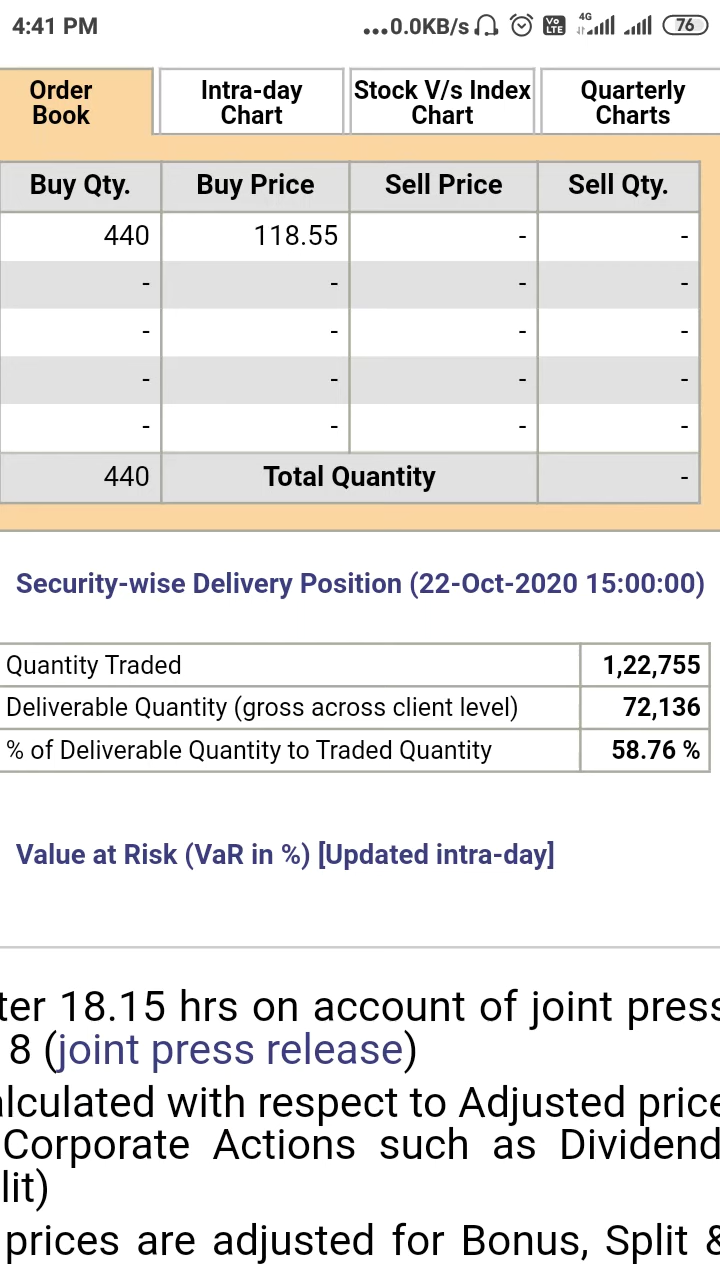 4:41 PM ...0.0KB/s Vo LTE 4G 76
Order Book Intra-day Chart Stock V/s Index Chart Quarterly Charts
Buy Qty. Buy Price Sell Price Sell Qty.
440 118.55 - -
- - - -
- - - -
- - - -
- - - -
440 Total Quantity -
Security-wise Delivery Position (22-Oct-2020 15:00:00)
Quantity Traded 1,22,755
Deliverable Quantity (gross across client level) 72,136
% of Deliverable Quantity to Traded Quantity 58.76 %
Value at Risk (VaR in %) [Updated intra-day]
ter 18.15 hrs on account of joint press
8 (joint press release)
alculated with respect to Adjusted price
Corporate Actions such as Dividend
lit)
prices are adjusted for Bonus, Split &